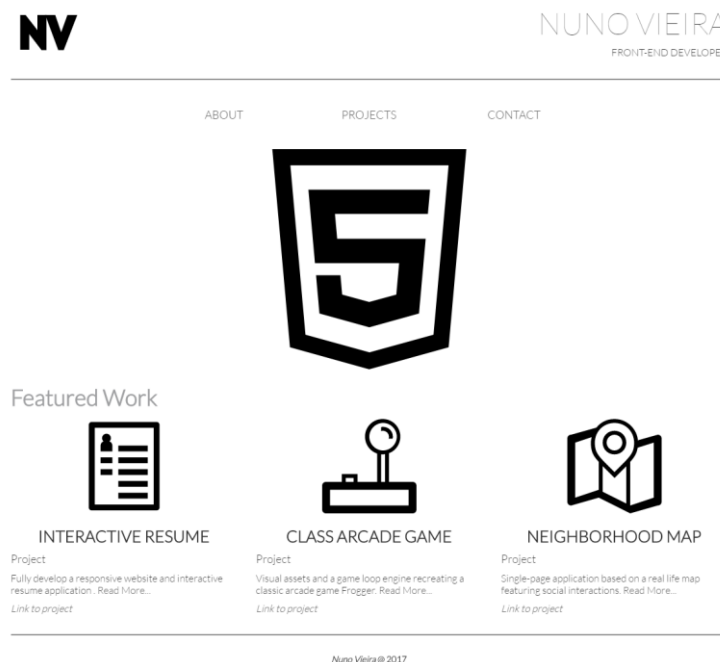 NV
NUNO VIEIRA
FRONT-END DEVELOPE
ABOUT PROJECTS CONTACT
5
Featured Work
INTERACTIVE RESUME
Project
Fully develop a responsive website and interactive
resume application . Read More...
Link to project
CLASS ARCADE GAME
Project
Visual assets and a game loop engine recreating a
classic arcade game Frogger. Read More...
Link to project
NEIGHBORHOOD MAP
Project
Single-page application based on a real life map
featuring social interactions. Read More...
Link to project
Nuno Vieira @ 2017